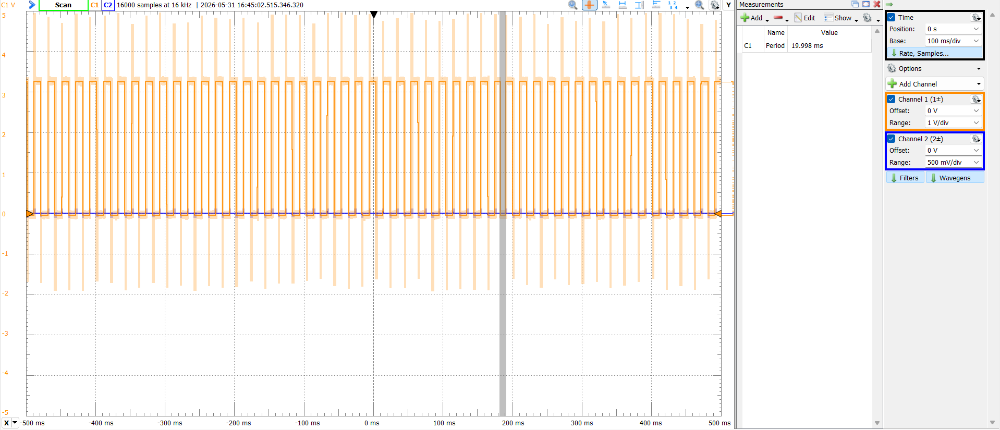 C1 V
Scan
C1
C2
16000 samples at 16 kHz | 2026-05-31 16:45:02.515.346.320
1 2
3 4
Y
5
4
3
2
1
0
-1
-2
-3
-4
-5
X
-500 ms
-400 ms
-300 ms
-200 ms
-100 ms
0 ms
100 ms
200 ms
300 ms
400 ms
500 ms
Measurements
Add
Edit
Show
Name Value
C1 Period 19.998 ms
Time
Position: 0 s
Base: 100 ms/div
Rate, Samples...
Options
Add Channel
Channel 1 (1±)
Offset: 0 V
Range: 1 V/div
Channel 2 (2±)
Offset: 0 V
Range: 500 mV/div
Filters Wavegens